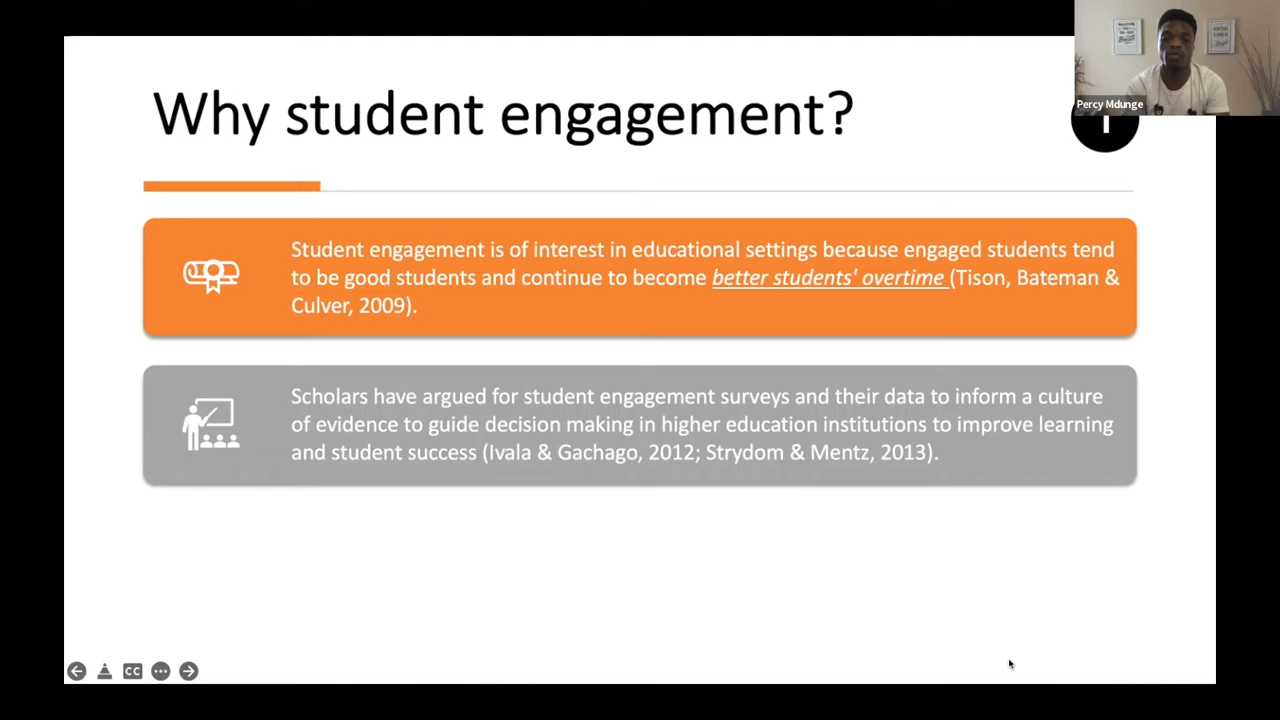 Why student engagement?
Percy Mdunge
Student engagement is of interest in educational settings because engaged students tend
to be good students and continue to become better students' overtime (Tison, Bateman &
Culver, 2009).
Scholars have argued for student engagement surveys and their data to inform a culture
of evidence to guide decision making in higher education institutions to improve learning
and student success (Ivala & Gachago, 2012; Strydom & Mentz, 2013).
CC